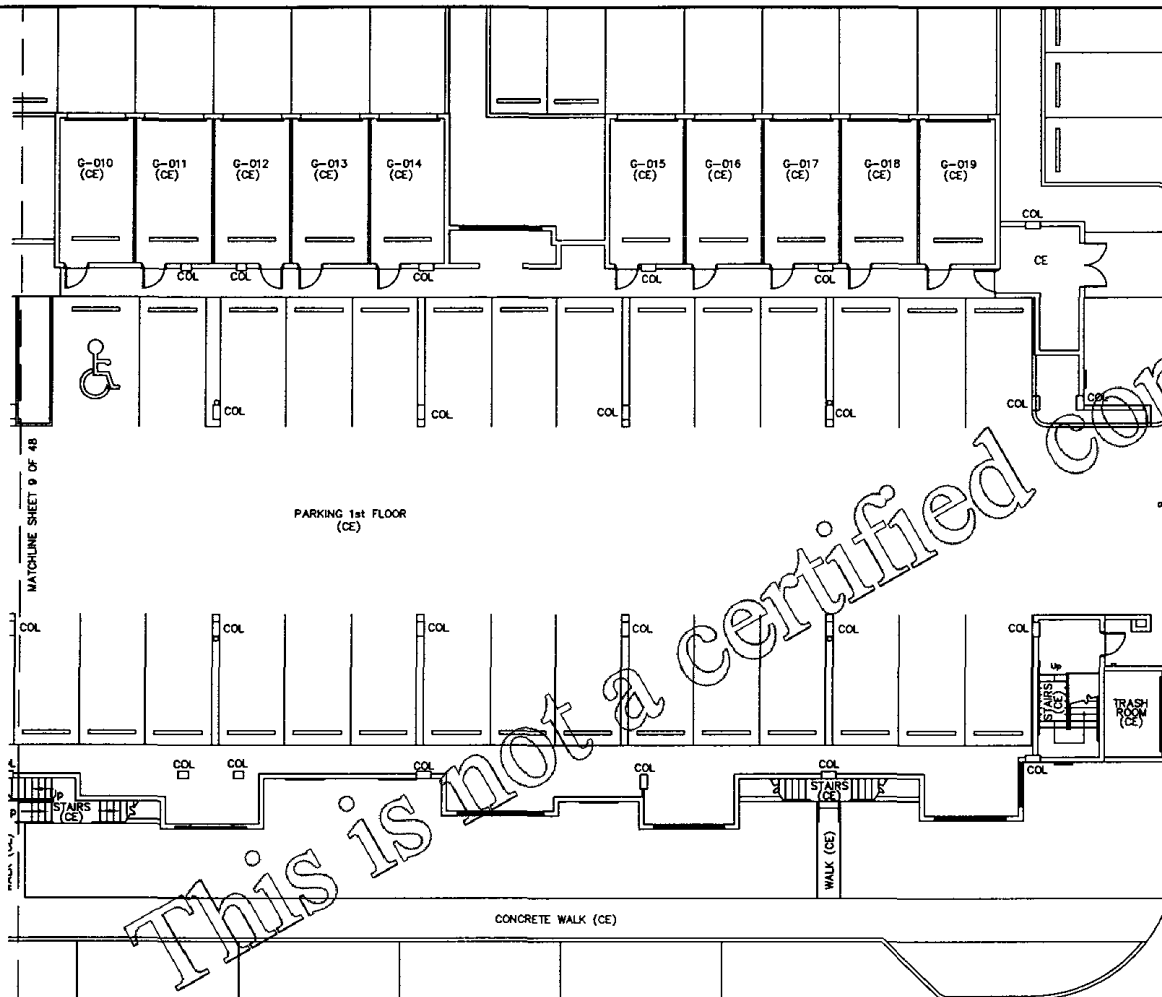 G-010
(CE)
G-011
(CE)
G-012
(CE)
G-013
(CE)
G-014
(CE)
G-015
(CE)
G-016
(CE)
G-017
(CE)
G-018
(CE)
G-019
(CE)
COL
CE
COL
COL
COL
COL
COL
COL
COL
COL
COL
COL
COL
MATCHLINE SHEET 9 OF 48
PARKING 1st FLOOR
(CE)
COL
COL
COL
COL
COL
COL
Up
STAIRS
(CE)
TRASH
ROOM
(CE)
COL
COL
COL
COL
COL
COL
Up
STAIRS
(CE)
STAIRS
(CE)
WALK (CE)
WALK (CE)
CONCRETE WALK (CE)
This is not a certified